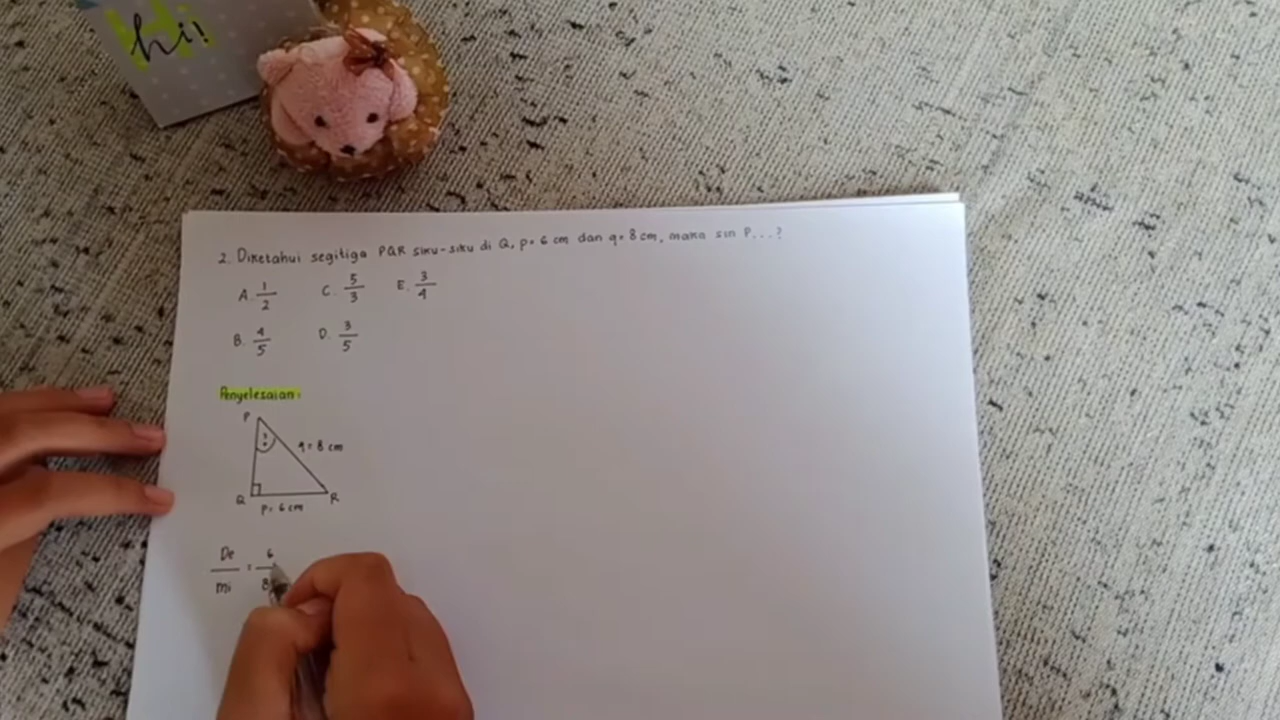 hi!
2. Diketahui segitiga PQR siku-siku di Q, p= 6 cm dan q= 8 cm, maka sin P...?
A. 1/2 C. 5/3 E. 3/4
B. 4/5 D. 3/5
Penyelesaian:
P
q= 8 cm
Q R
p= 6 cm
De/mi = 6/8